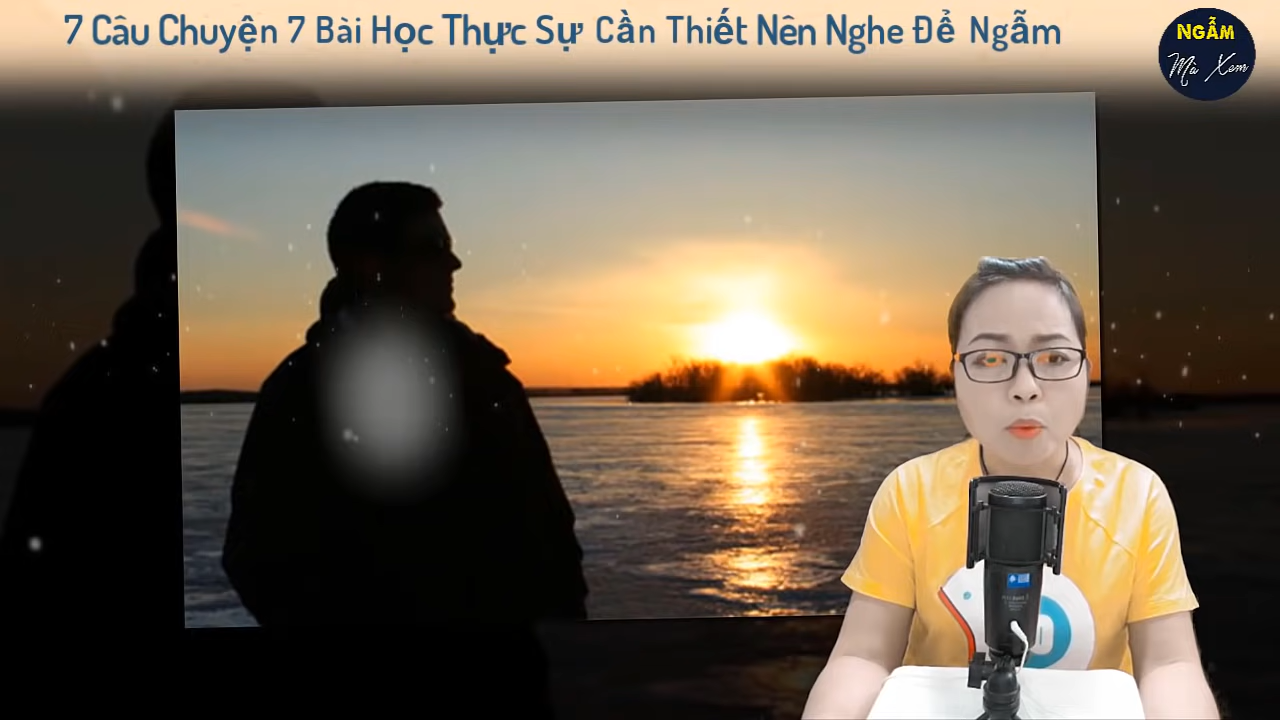 7 Câu Chuyện 7 Bài Học Thực Sự Cần Thiết Nên Nghe Để Ngẫm
NGẪM
Mà Xem